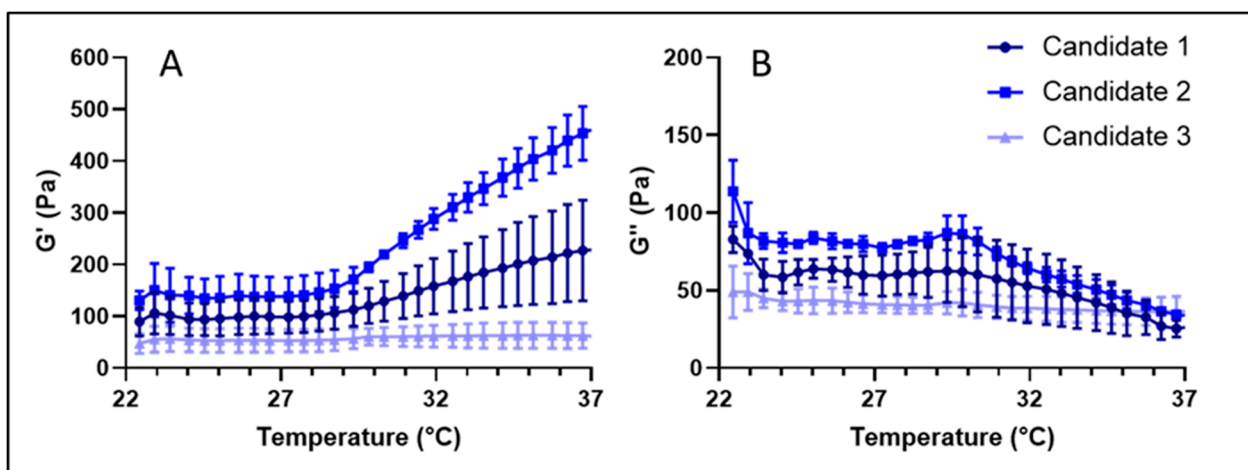 A
600
500
400
300
200
100
0
G' (Pa)
22 27 32 37
Temperature (°C)
B
200
150
100
50
0
G'' (Pa)
22 27 32 37
Temperature (°C)
Candidate 1
Candidate 2
Candidate 3